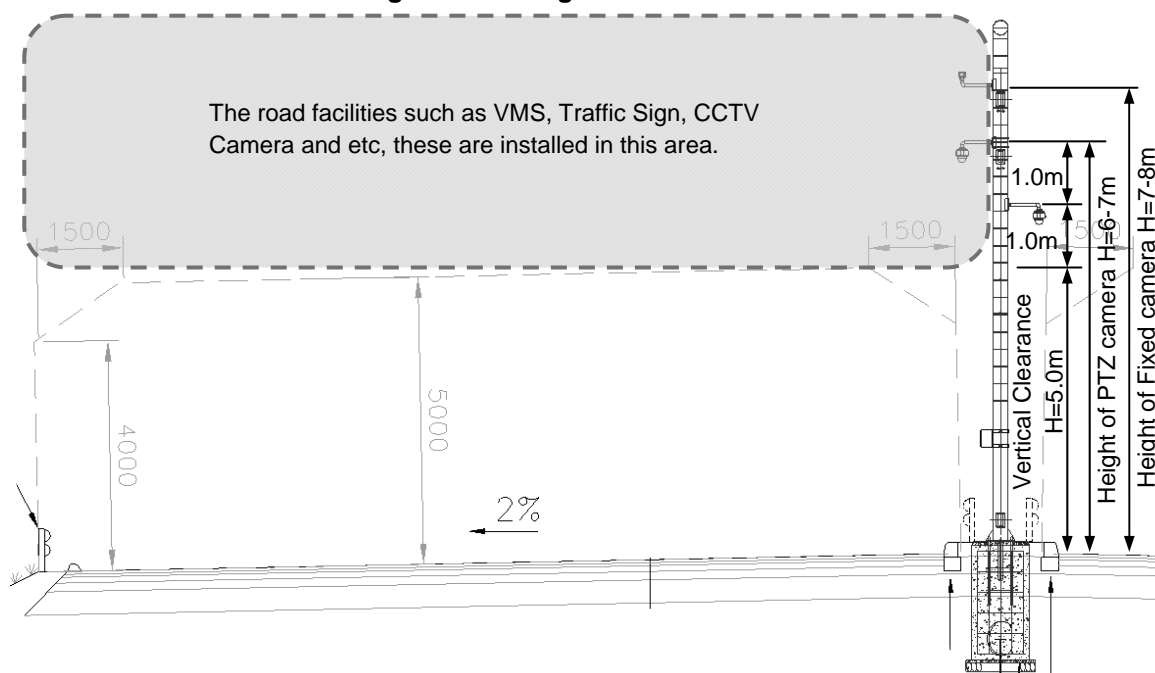 The road facilities such as VMS, Traffic Sign, CCTV
Camera and etc, these are installed in this area.
1500
1500
1500
1.0m
1.0m
4000
5000
2%
Vertical Clearance
H=5.0m
Height of PTZ camera H=6-7m
Height of Fixed camera H=7-8m